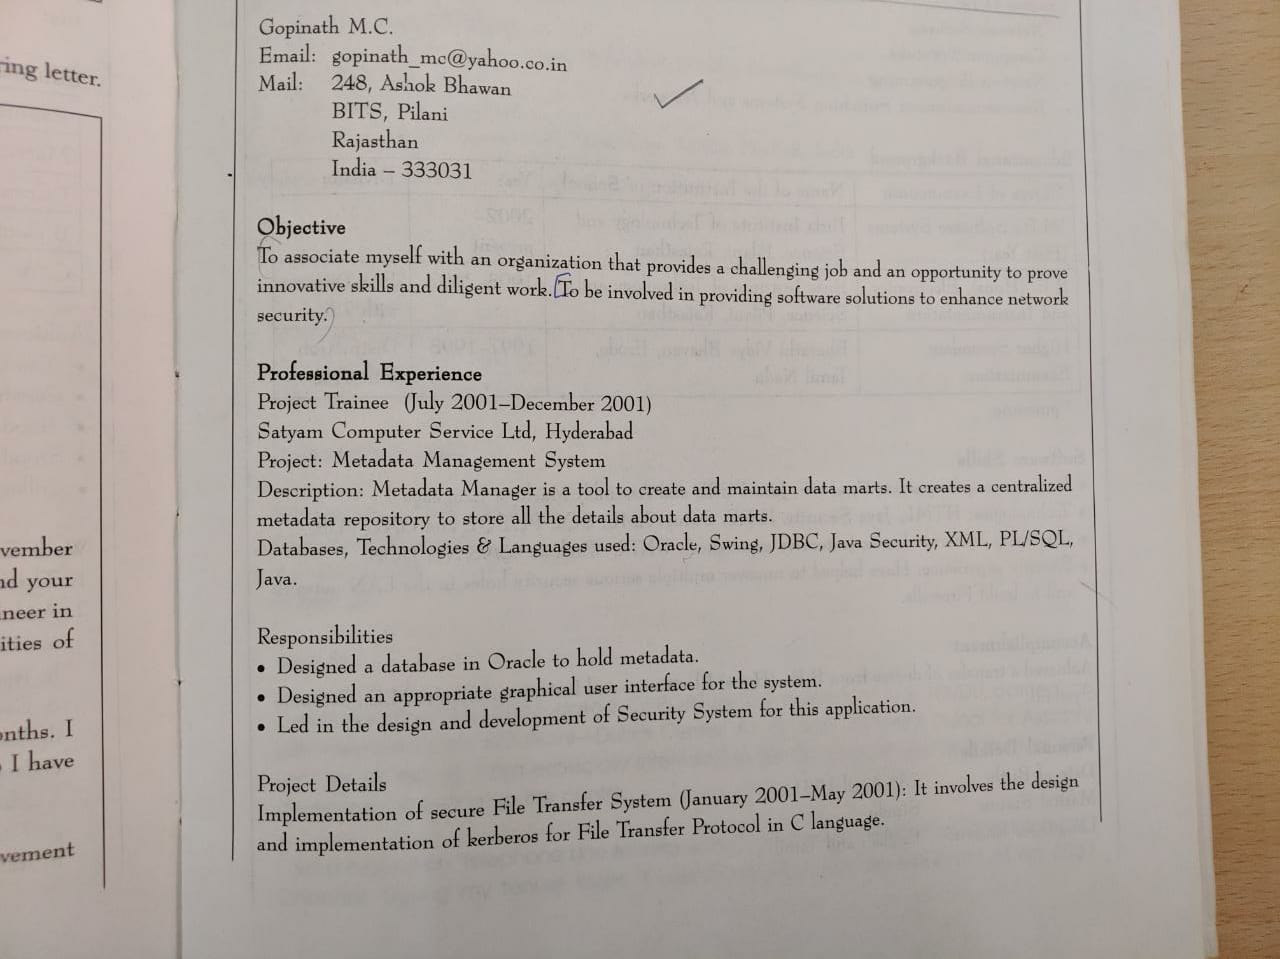 ring letter.
vember
nd your
neer in
ities of
onths. I
I have
vement
Gopinath M.C.
Email: gopinath_mc@yahoo.co.in
Mail: 248, Ashok Bhawan
BITS, Pilani
Rajasthan
India – 333031
Objective
To associate myself with an organization that provides a challenging job and an opportunity to prove
innovative skills and diligent work. To be involved in providing software solutions to enhance network
security.
Professional Experience
Project Trainee (July 2001–December 2001)
Satyam Computer Service Ltd, Hyderabad
Project: Metadata Management System
Description: Metadata Manager is a tool to create and maintain data marts. It creates a centralized
metadata repository to store all the details about data marts.
Databases, Technologies & Languages used: Oracle, Swing, JDBC, Java Security, XML, PL/SQL,
Java.
Responsibilities
• Designed a database in Oracle to hold metadata.
• Designed an appropriate graphical user interface for the system.
• Led in the design and development of Security System for this application.
Project Details
Implementation of secure File Transfer System (January 2001–May 2001): It involves the design
and implementation of kerberos for File Transfer Protocol in C language.